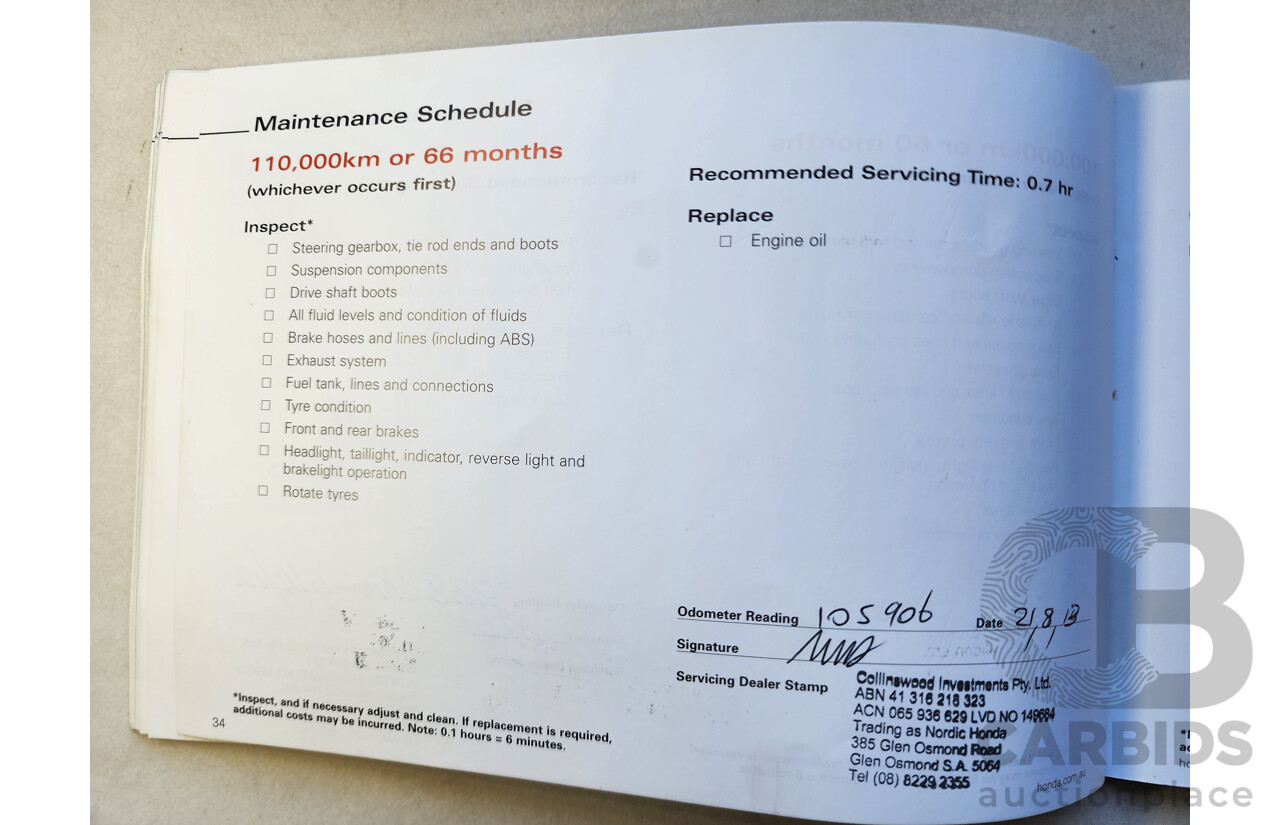 Maintenance Schedule
110,000km or 66 months
(whichever occurs first)
Inspect*
Steering gearbox, tie rod ends and boots
Suspension components
Drive shaft boots
All fluid levels and condition of fluids
Brake hoses and lines (including ABS)
Exhaust system
Fuel tank, lines and connections
Tyre condition
Front and rear brakes
Headlight, taillight, indicator, reverse light and
brakelight operation
Rotate tyres
*Inspect, and if necessary adjust and clean. If replacement is required,
additional costs may be incurred. Note: 0.1 hours = 6 minutes.
34
Recommended Servicing Time: 0.7 hr
Replace
Engine oil
Odometer Reading 105906 Date 21/8/13
Signature
Servicing Dealer Stamp
Collinswood Investments Pty. Ltd.
ABN 41 316 218 323
ACN 065 936 629 LVD NO 149664
Trading as Nordic Honda
385 Glen Osmond Road
Glen Osmond S.A. 5064
Tel (08) 8229 2355
honda.com.au
CARBIDS
auctionplace